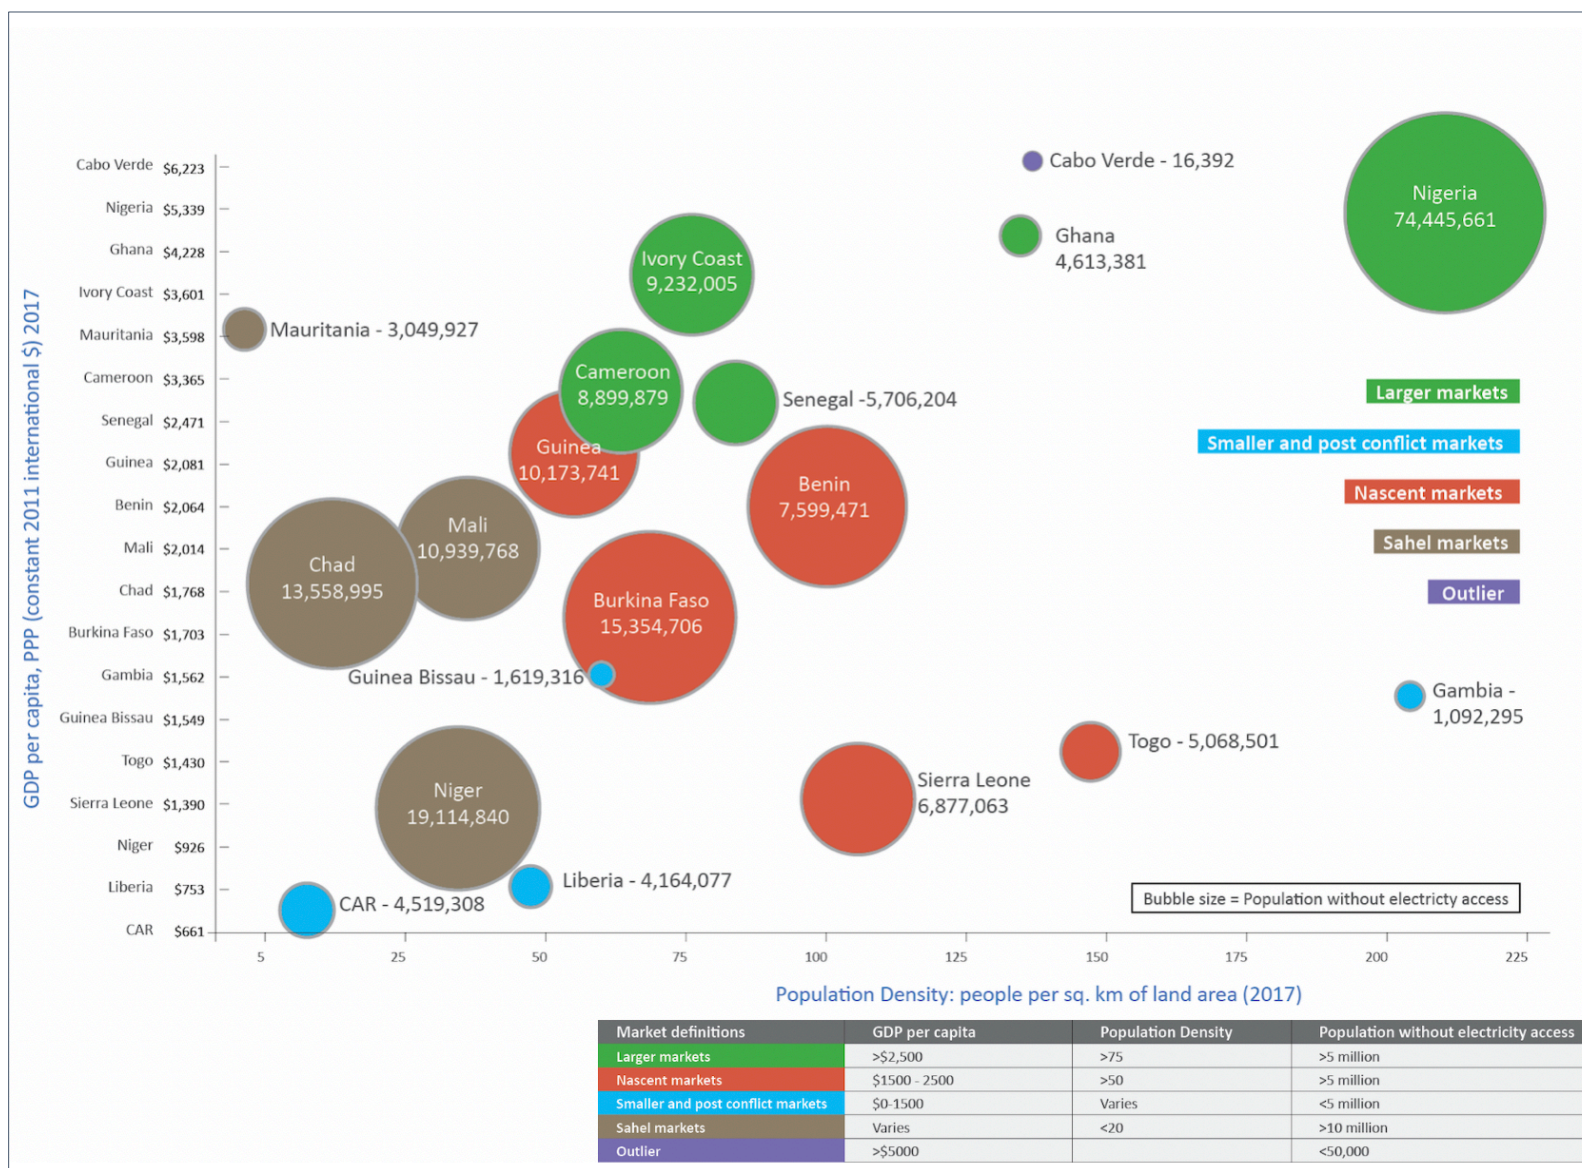 GDP per capita, PPP (constant 2011 international $) 2017
Cabo Verde $6,223
Nigeria $5,339
Ghana $4,228
Ivory Coast $3,601
Mauritania $3,598
Cameroon $3,365
Senegal $2,471
Guinea $2,081
Benin $2,064
Mali $2,014
Chad $1,768
Burkina Faso $1,703
Gambia $1,562
Guinea Bissau $1,549
Togo $1,430
Sierra Leone $1,390
Niger $926
Liberia $753
CAR $661
Cabo Verde - 16,392
Nigeria
74,445,661
Ghana
4,613,381
Ivory Coast
9,232,005
Mauritania - 3,049,927
Cameroon
8,899,879
Senegal -5,706,204
Guinea
10,173,741
Benin
7,599,471
Mali
10,939,768
Chad
13,558,995
Burkina Faso
15,354,706
Guinea Bissau - 1,619,316
Gambia -
1,092,295
Togo - 5,068,501
Sierra Leone
6,877,063
Niger
19,114,840
Liberia - 4,164,077
CAR - 4,519,308
Larger markets
Smaller and post conflict markets
Nascent markets
Sahel markets
Outlier
Bubble size = Population without electricty access
5 25 50 75 100 125 150 175 200 225
Population Density: people per sq. km of land area (2017)
Market definitions GDP per capita Population Density Population without electricity access
Larger markets >$2,500 >75 >5 million
Nascent markets $1500 - 2500 >50 >5 million
Smaller and post conflict markets $0-1500 Varies <5 million
Sahel markets Varies <20 >10 million
Outlier >$5000 <50,000